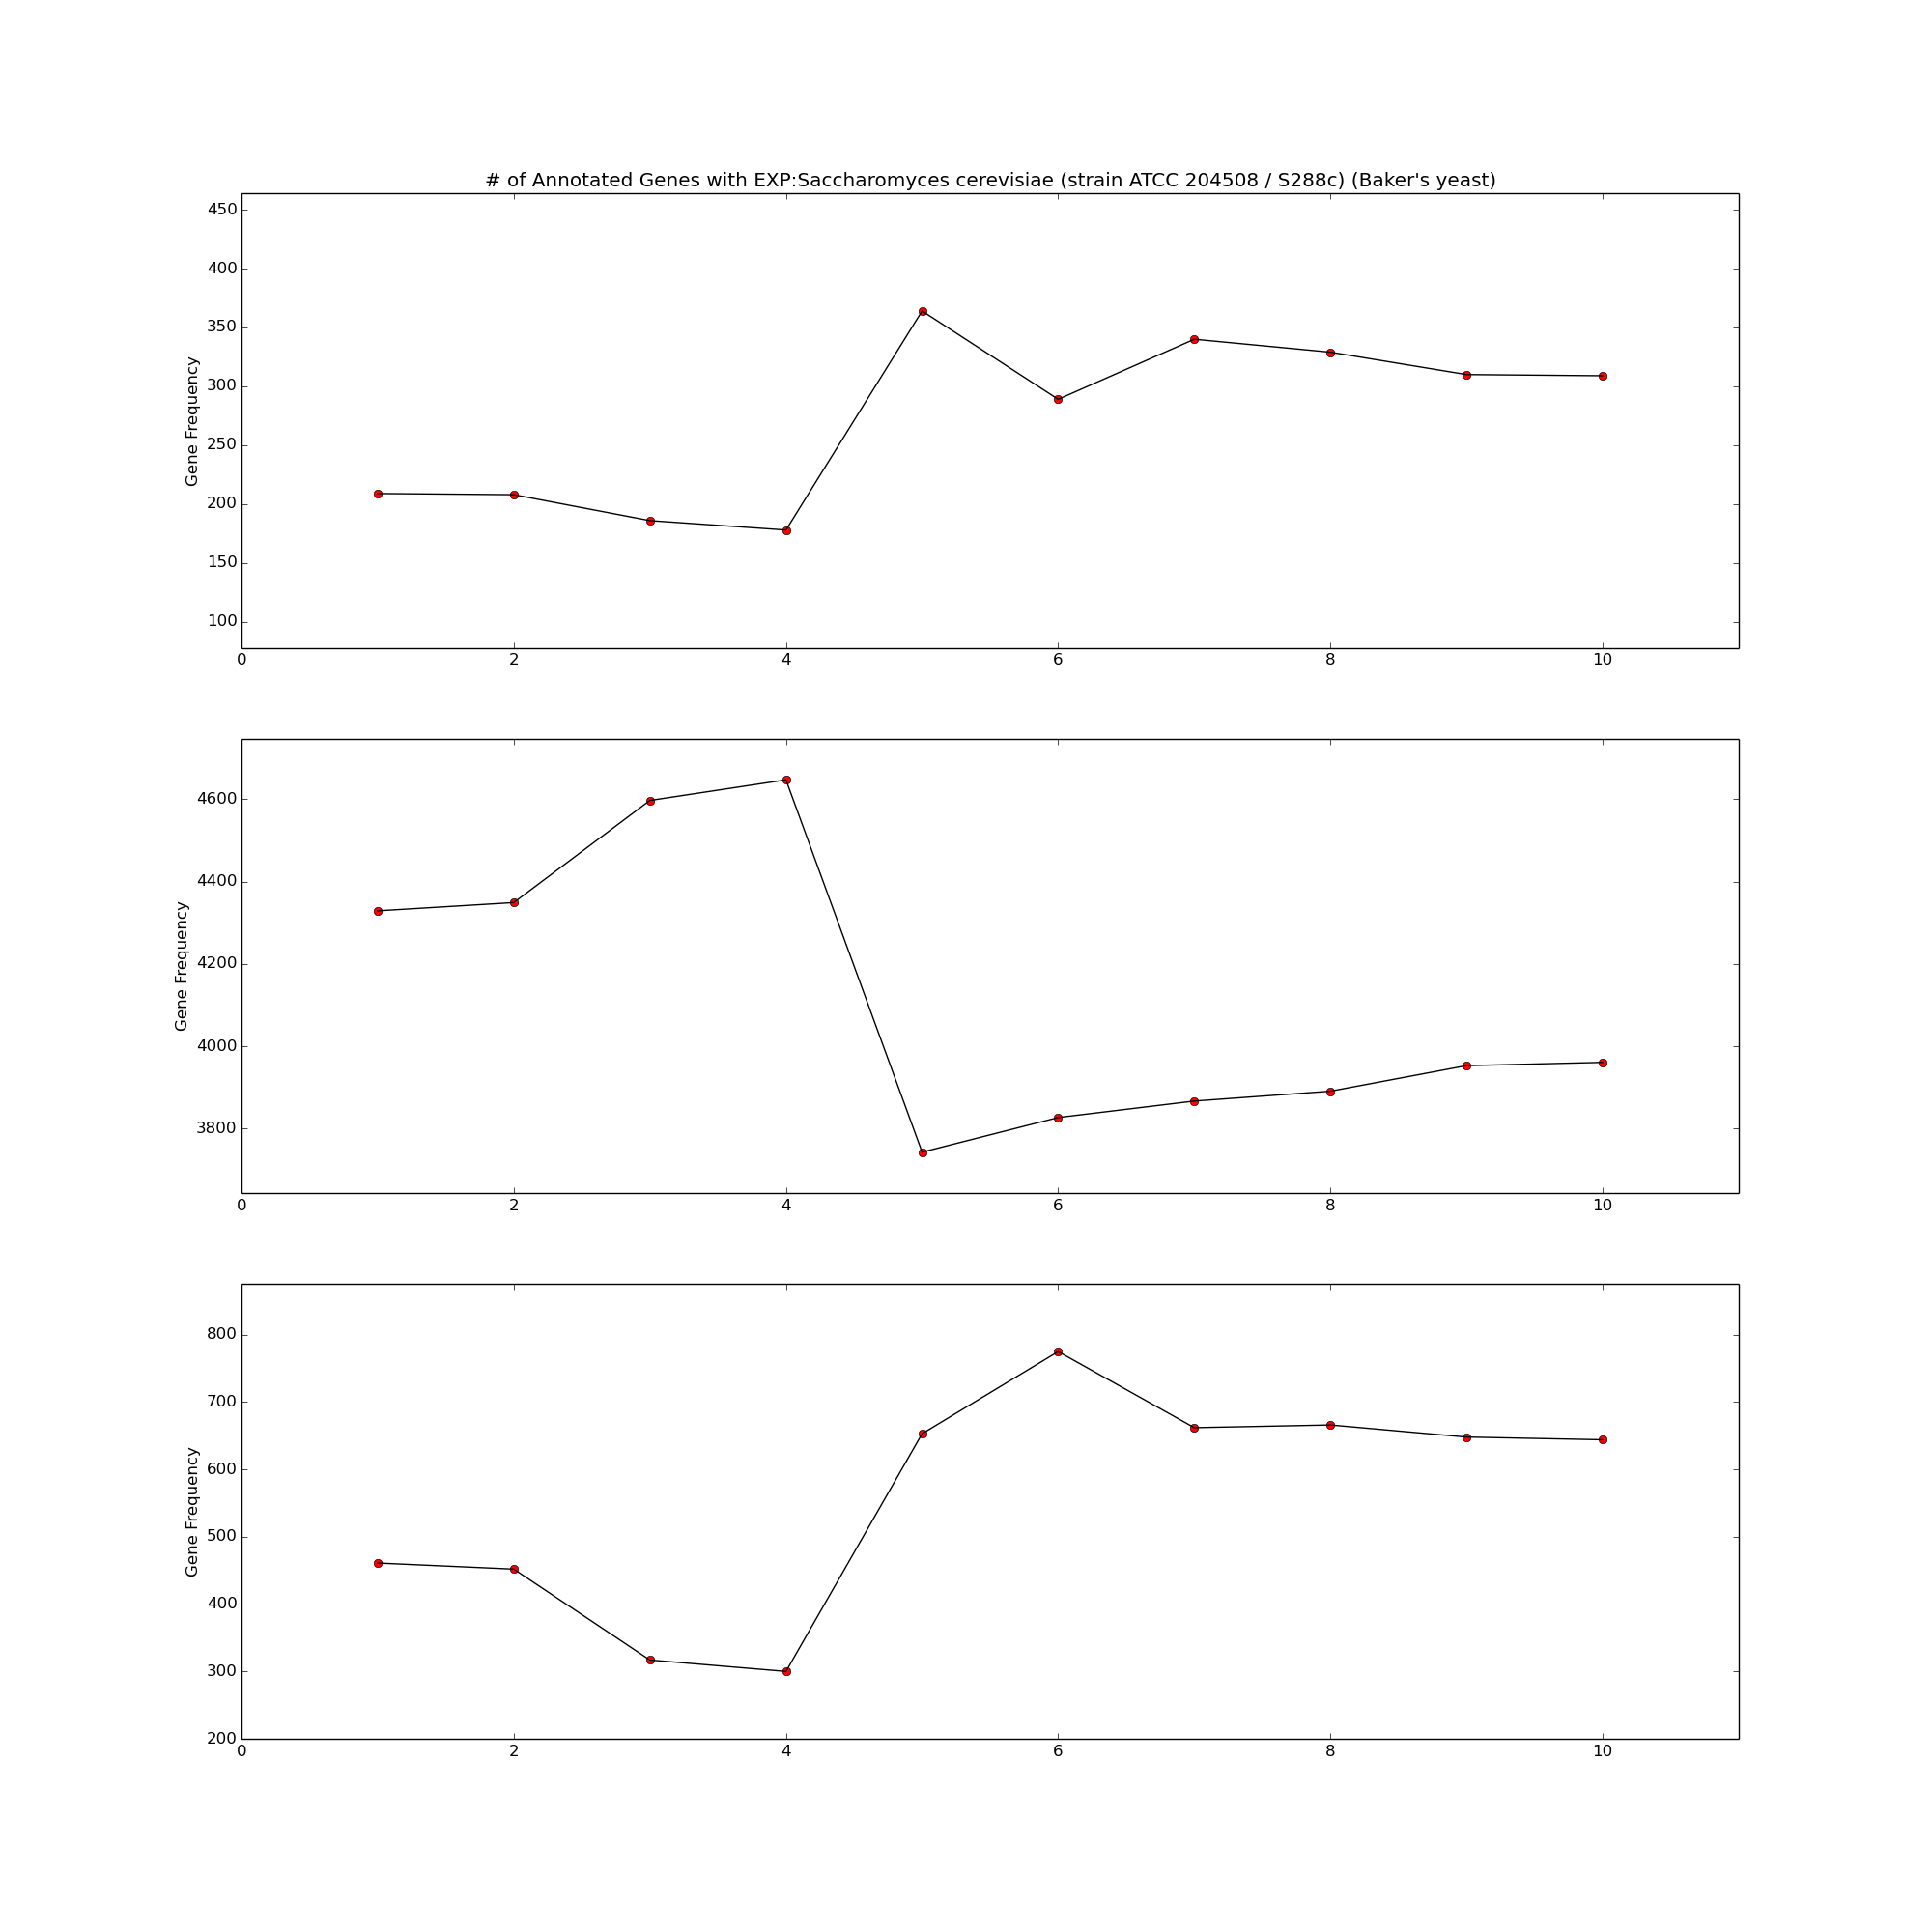 # of Annotated Genes with EXP:Saccharomyces cerevisiae (strain ATCC 204508 / S288c) (Baker's yeast)
450
400
350
300
250
200
150
100
Gene Frequency
0 2 4 6 8 10
4600
4400
4200
4000
3800
Gene Frequency
0 2 4 6 8 10
800
700
600
500
400
300
200
Gene Frequency
0 2 4 6 8 10